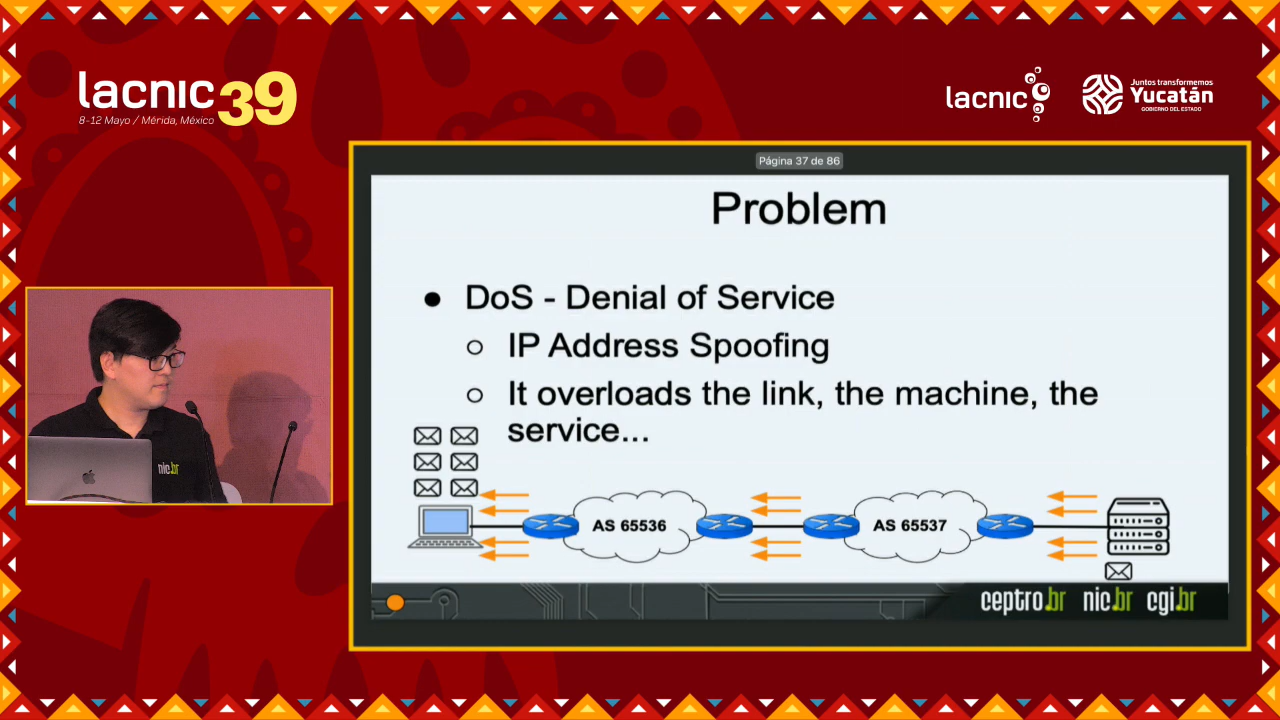 lacnic 39
8-12 Mayo / Mérida, México
lacnic
Juntos transformemos
Yucatán
GOBIERNO DEL ESTADO
Página 37 de 86
Problem
● DoS - Denial of Service
○ IP Address Spoofing
○ It overloads the link, the machine, the
service...
AS 65536
AS 65537
nic.br
ceptro.br nic.br cgi.br